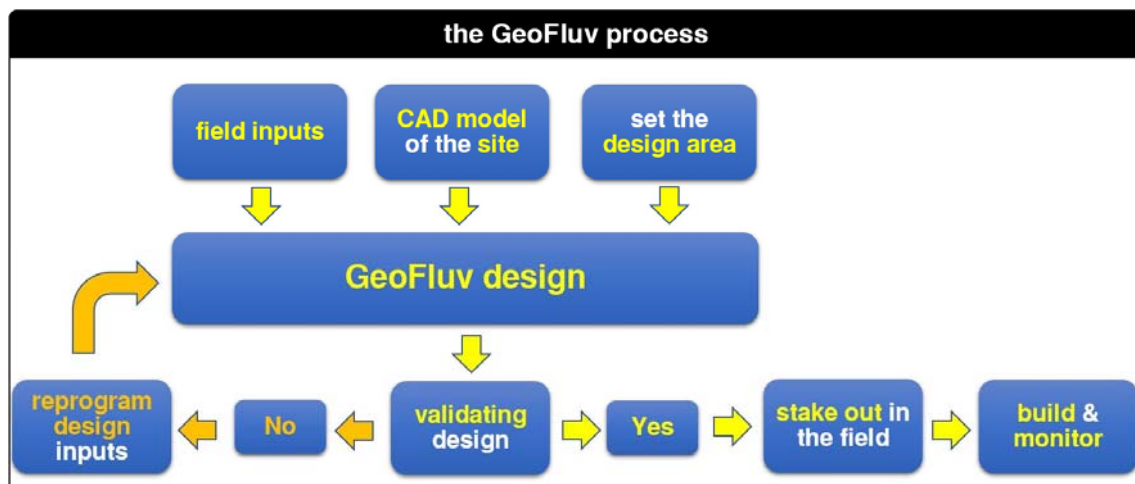 the GeoFluv process
field inputs
CAD model
of the site
set the
design area
GeoFluv design
reprogram
design
inputs
No
validating
design
Yes
stake out in
the field
build &
monitor